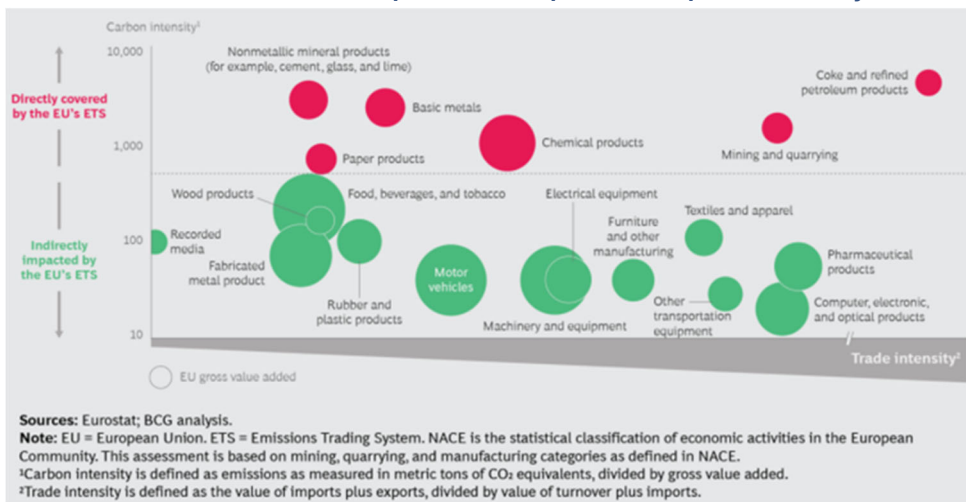 Carbon intensity¹
10,000
1,000
100
10
Directly covered
by the EU's ETS
Indirectly
impacted by
the EU's ETS
Nonmetallic mineral products
(for example, cement, glass, and lime)
Basic metals
Coke and refined
petroleum products
Chemical products
Mining and quarrying
Paper products
Wood products
Food, beverages, and tobacco
Electrical equipment
Furniture
and other
manufacturing
Textiles and apparel
Recorded
media
Fabricated
metal product
Rubber and
plastic products
Motor
vehicles
Machinery and equipment
Other
transportation
equipment
Pharmaceutical
products
Computer, electronic,
and optical products
Trade intensity²
EU gross value added
Sources: Eurostat; BCG analysis.
Note: EU = European Union. ETS = Emissions Trading System. NACE is the statistical classification of economic activities in the European
Community. This assessment is based on mining, quarrying, and manufacturing categories as defined in NACE.
¹Carbon intensity is defined as emissions as measured in metric tons of CO₂ equivalents, divided by gross value added.
²Trade intensity is defined as the value of imports plus exports, divided by value of turnover plus imports.